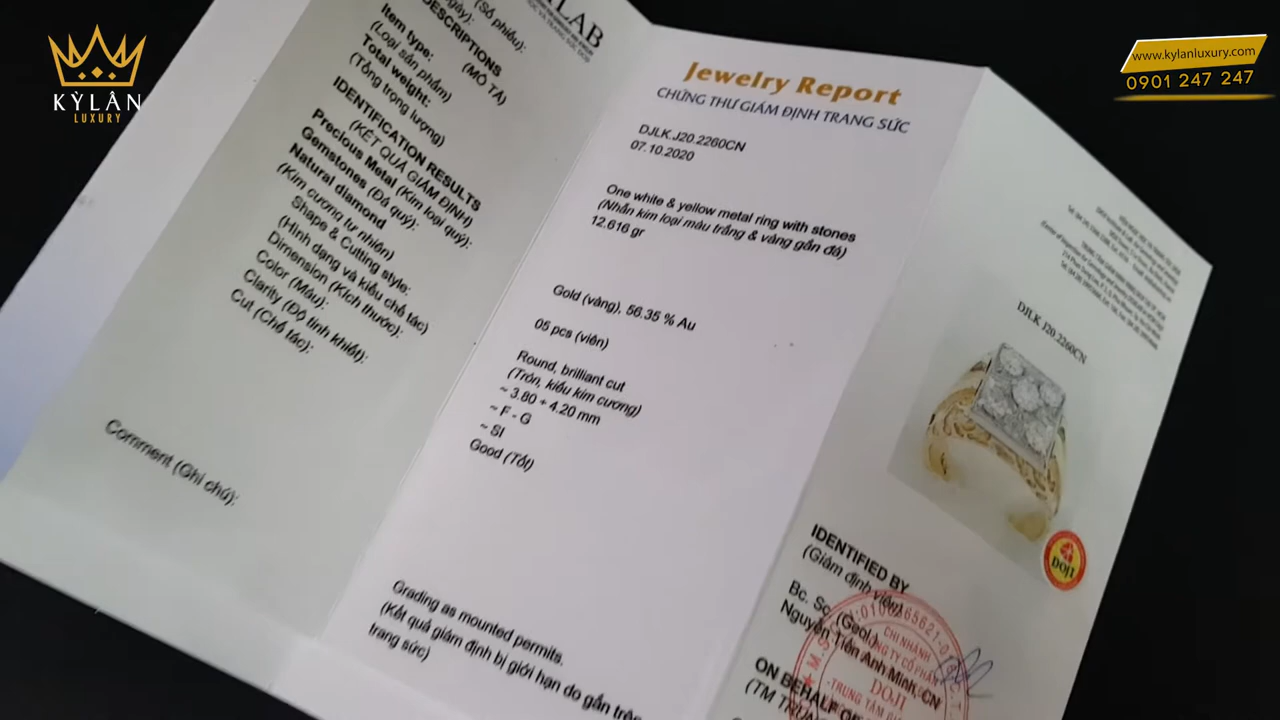 KỲLÂN
LUXURY
www.kylanluxury.com
0901 247 247
(Số phiếu):
DESCRIPTIONS
(MÔ TẢ)
Item type:
(Loại sản phẩm)
Total weight:
(Tổng trọng lượng)
IDENTIFICATION RESULTS
(KẾT QUẢ GIÁM ĐỊNH)
Precious Metal (Kim loại quý):
Gemstones (Đá quý):
Natural diamond
(Kim cương tự nhiên)
Shape & Cutting style:
(Hình dạng và kiểu chế tác)
Dimension (Kích thước):
Color (Màu):
Clarity (Độ tinh khiết):
Cut (Chế tác):
Comment (Ghi chú):
Jewelry Report
CHỨNG THƯ GIÁM ĐỊNH TRANG SỨC
DJLK.J20.2260CN
07.10.2020
One white & yellow metal ring with stones
(Nhẫn kim loại màu trắng & vàng gắn đá)
12.616 gr
Gold (vàng), 56.35 % Au
05 pcs (viên)
Round, brilliant cut
(Tròn, kiểu kim cương)
~ 3.80 ÷ 4.20 mm
~ F - G
~ SI
Good (Tốt)
Grading as mounted permits.
(Kết quả giám định bị giới hạn do gắn trên
trang sức)
DJLK J20.2260CN
DOJI
IDENTIFIED BY
(Giám định viên)
Bc. Sc. (Geol.)
Nguyễn Tiến Anh Minh, CN
ON BEHALF OF
CHI NHÁNH
DOJI